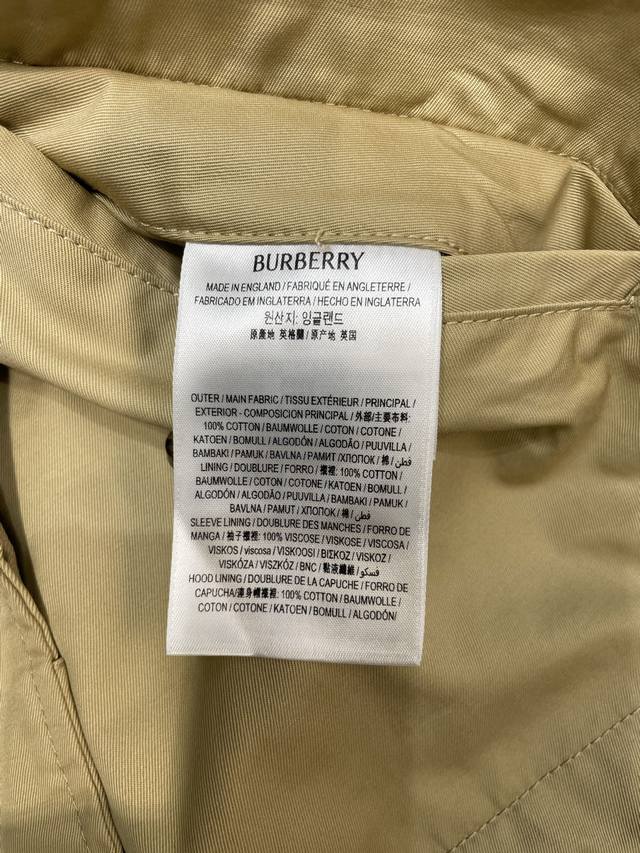 BURBERRY
MADE IN ENGLAND / FABRIQUÉ EN ANGLETERRE /
FABRICADO EM INGLATERRA / HECHO EN INGLATERRA
원산지: 잉글랜드
原產地 英格蘭 / 原产地 英国
OUTER / MAIN FABRIC / TISSU EXTÉRIEUR / PRINCIPAL /
EXTERIOR - COMPOSICIÓN PRINCIPAL / 外部/主要布料:
100% COTTON / BAUMWOLLE / COTON / COTONE /
KATOEN / BOMULL / ALGODÓN / ALGODÃO / PUUVILLA /
BAMBAKI / PAMUK / BAVLNA / PAMUT / ХЛОПОК / 棉 / قطن /
LINING / DOUBLURE / FORRO / 襯裡: 100% COTTON /
BAUMWOLLE / COTON / COTONE / KATOEN / BOMULL /
ALGODÓN / ALGODÃO / PUUVILLA / BAMBAKI / PAMUK /
BAVLNA / PAMUT / ХЛОПОК / 棉 / قطن
SLEEVE LINING / DOUBLURE DES MANCHES / FORRO DE
MANGA / 袖子襯裡: 100% VISCOSE / VISKOSE / VISCOSA /
VISKOS / viscosa / VISKOOSI / ΒΙΣΚΟΖ / VISKOZ /
VISKÓZA / VISZKÓZ / ВІС / 黏液纖維 / فسكو /
HOOD LINING / DOUBLURE DE LA CAPUCHE / FORRO DE
CAPUCHA/連身帽襯裡: 100% COTTON / BAUMWOLLE /
COTON / COTONE / KATOEN / BOMULL / ALGODÓN/